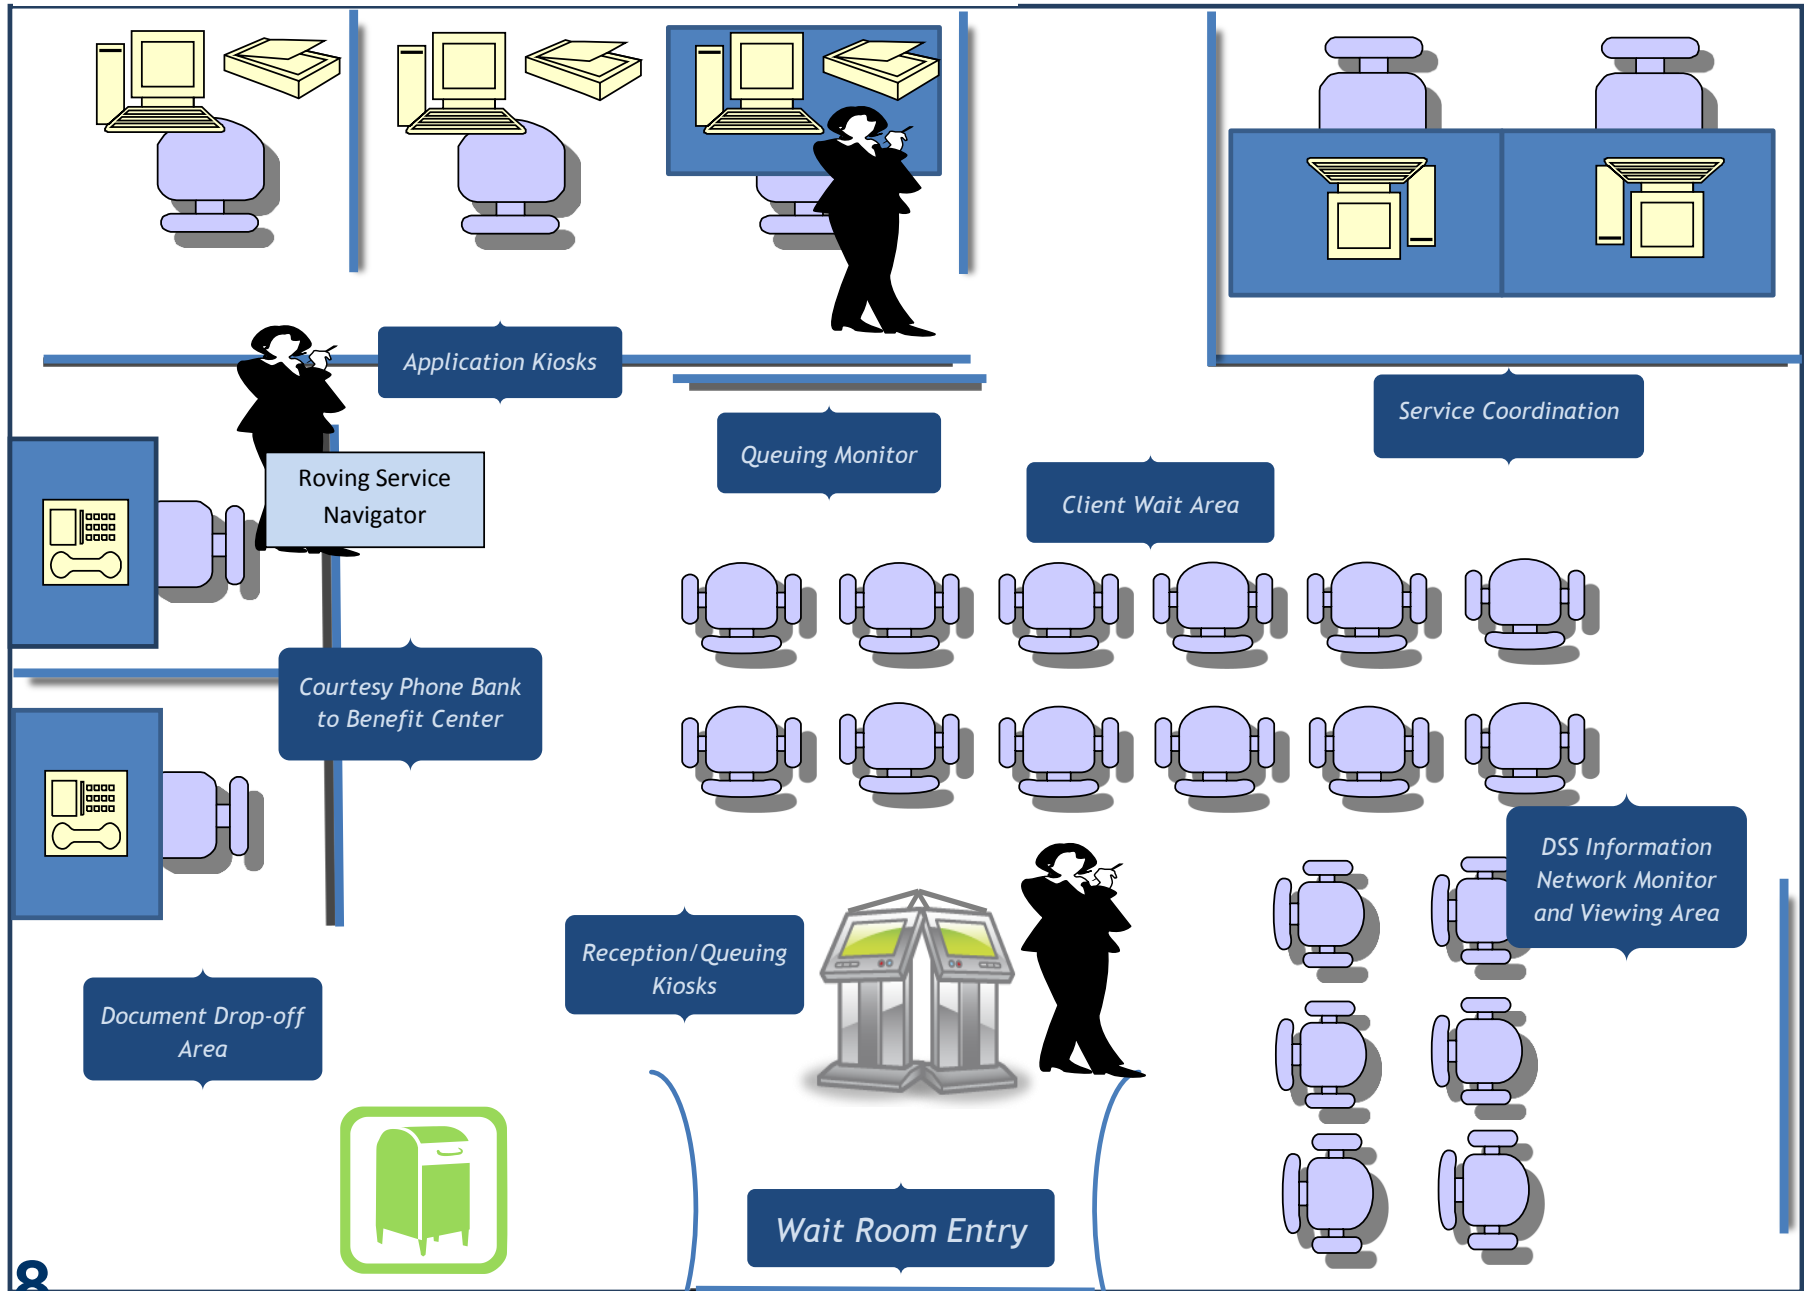 Application Kiosks
Service Coordination
Queuing Monitor
Roving Service
Navigator
Client Wait Area
Courtesy Phone Bank
to Benefit Center
DSS Information
Network Monitor
and Viewing Area
Reception/Queuing
Kiosks
Document Drop-off
Area
Wait Room Entry
8